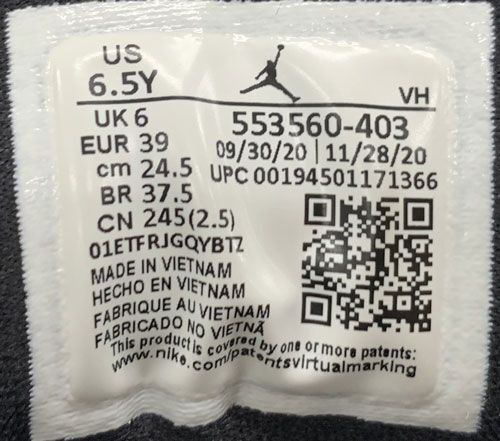 US
6.5Y
VH
UK 6
EUR 39
cm 24.5
BR 37.5
CN 245(2.5)
01ETFRJGQYB1Z
553560-403
09/30/20 | 11/28/20
UPC 00194501171366
MADE IN VIETNAM
HECHO EN VIETNAM
FABRIQUE AU VIETNAM
FABRICADO NO VIETNÃ
This product is covered by one or more patents:
www.nike.com/patentsvirtualmarking